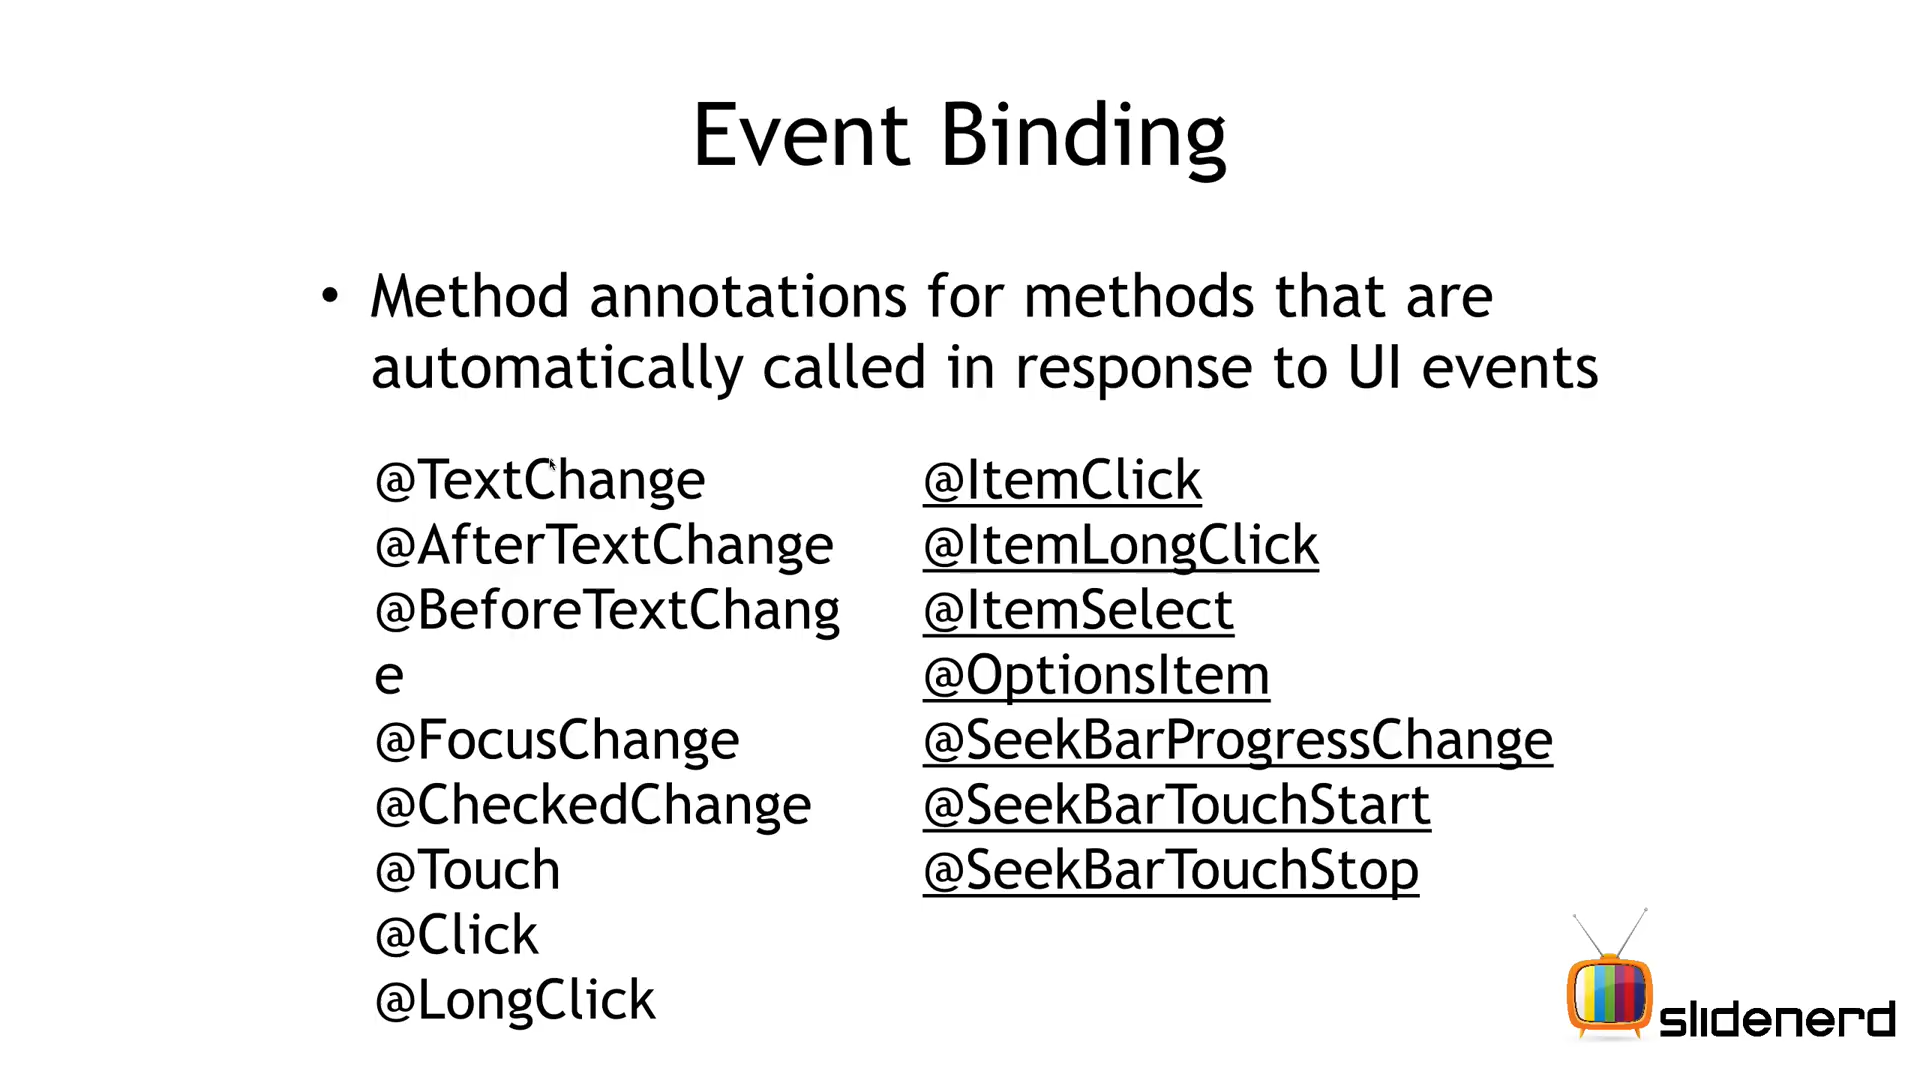 Event Binding
• Method annotations for methods that are
automatically called in response to UI events
@TextChange
@AfterTextChange
@BeforeTextChang
e
@FocusChange
@CheckedChange
@Touch
@Click
@LongClick
@ItemClick
@ItemLongClick
@ItemSelect
@OptionsItem
@SeekBarProgressChange
@SeekBarTouchStart
@SeekBarTouchStop
slidenerd